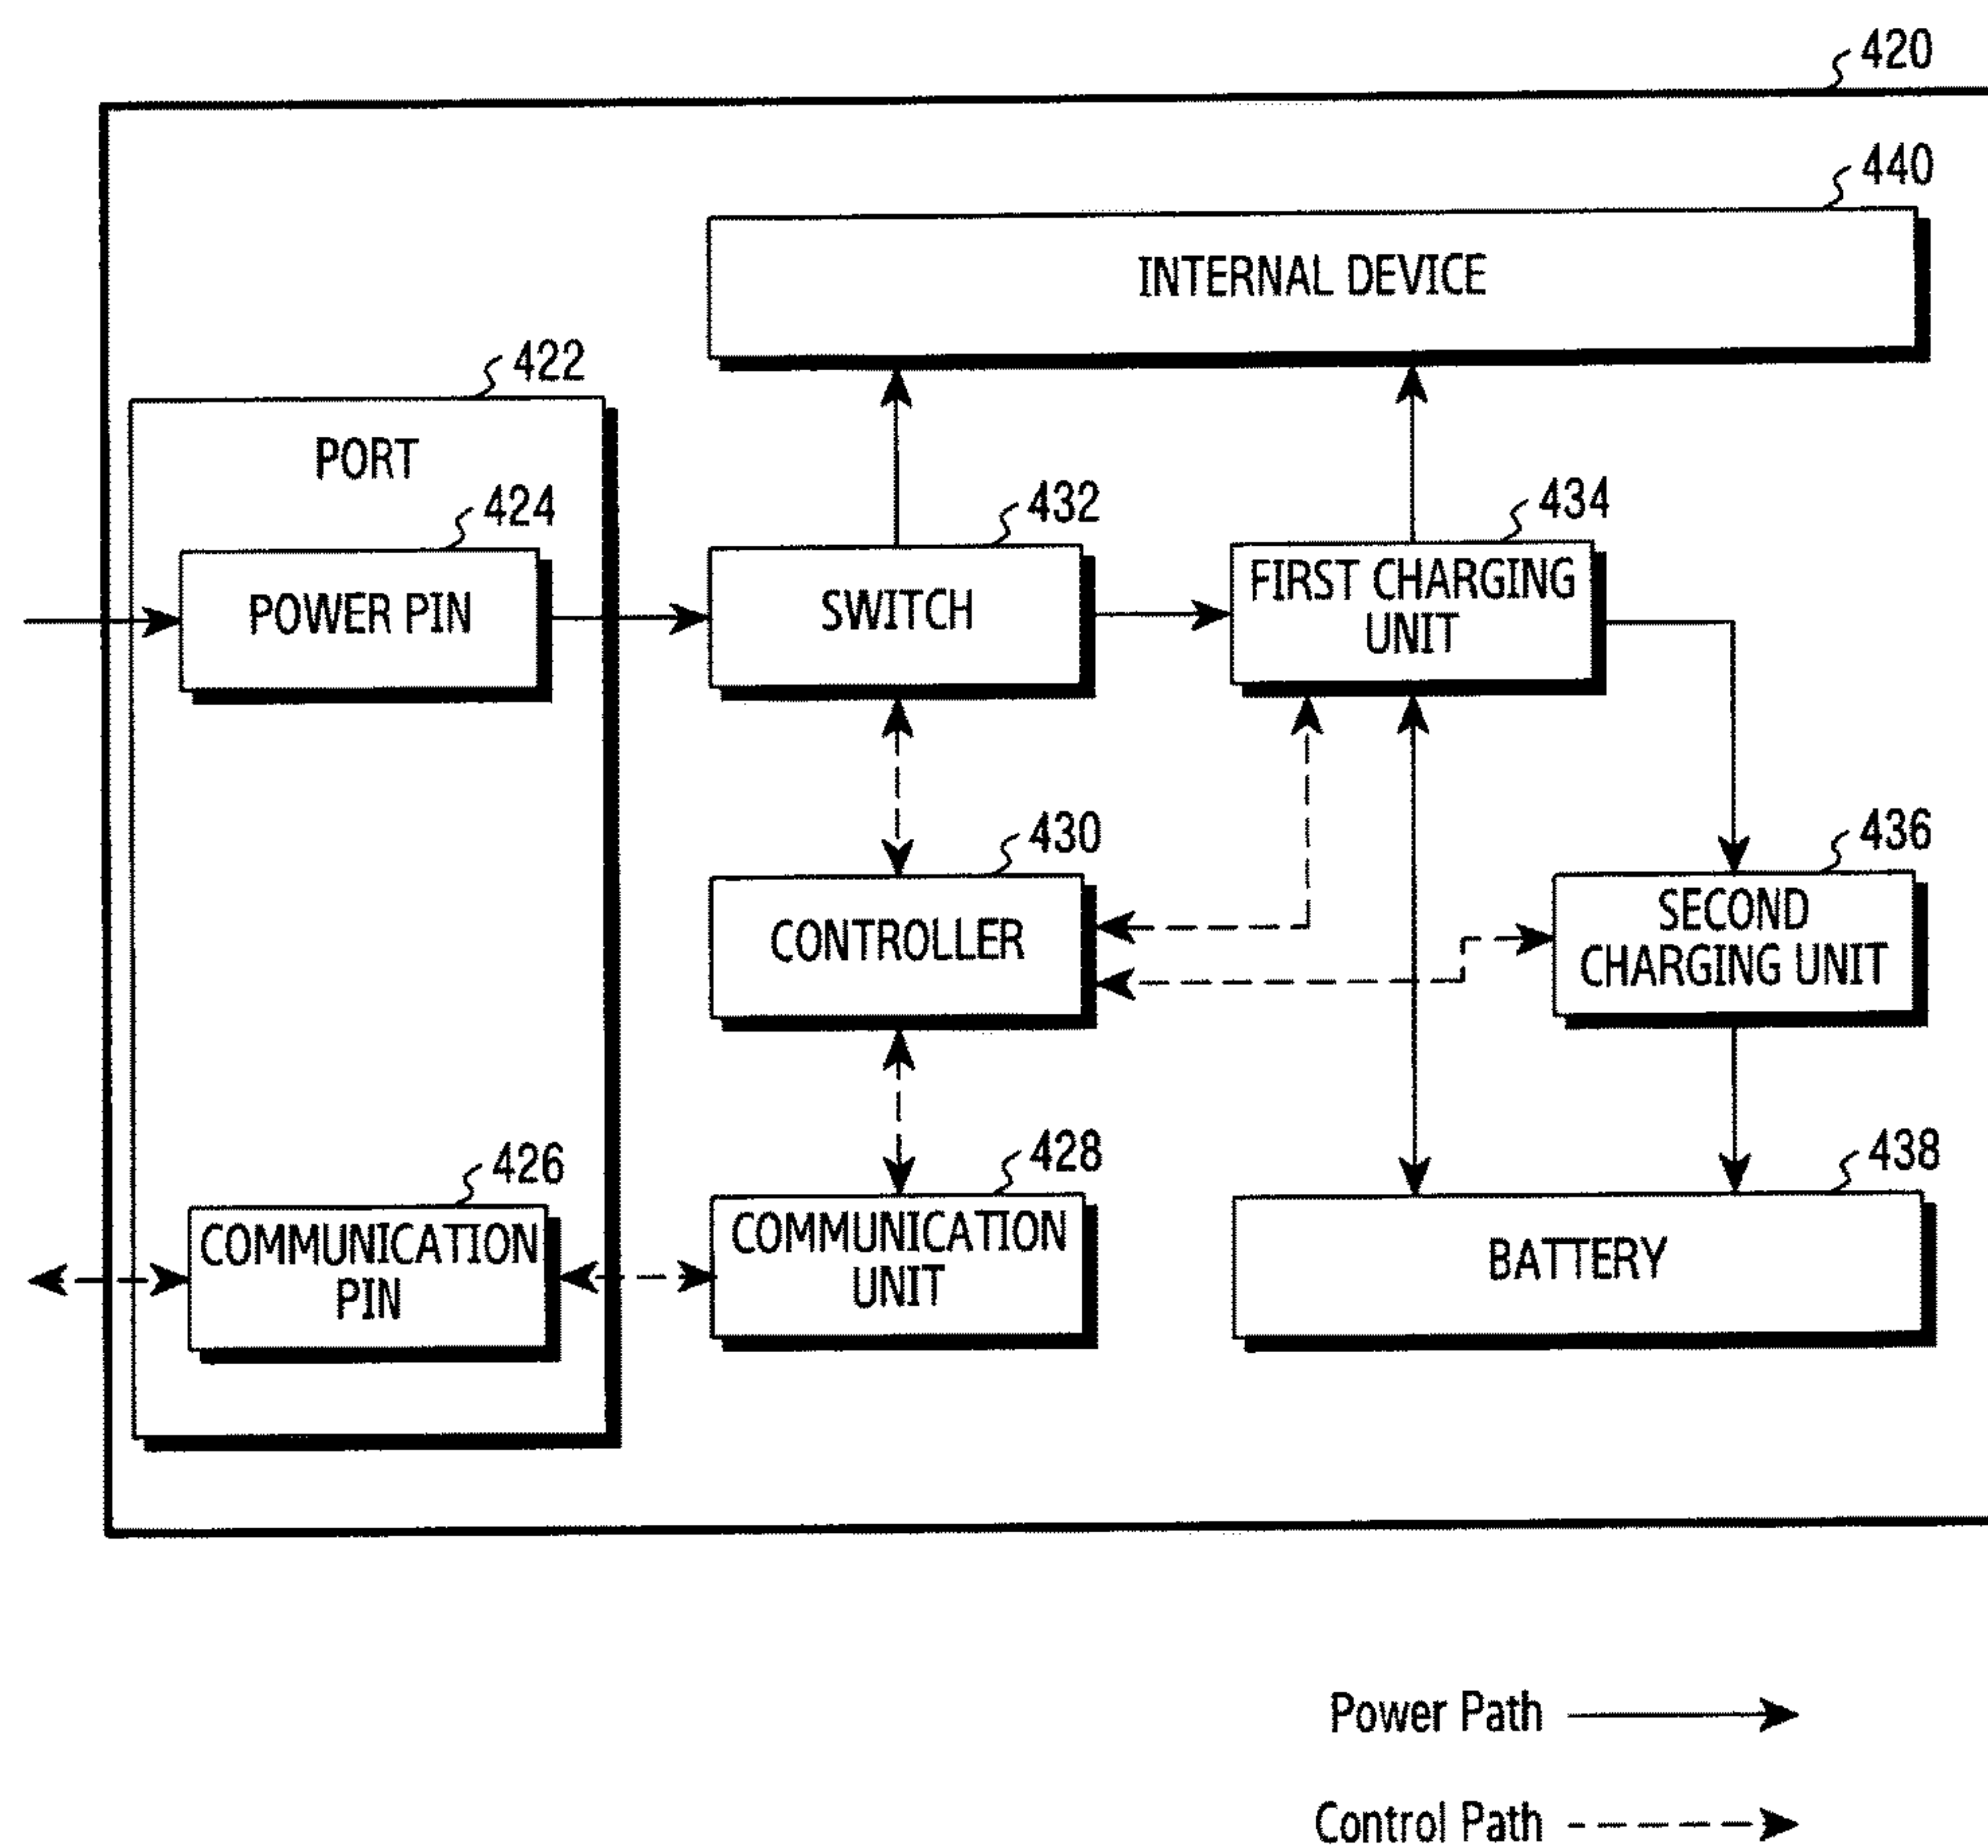 420
440
INTERNAL DEVICE
422
PORT
424
POWER PIN
432
SWITCH
434
FIRST CHARGING
UNIT
430
CONTROLLER
436
SECOND
CHARGING UNIT
426
COMMUNICATION
PIN
428
COMMUNICATION
UNIT
438
BATTERY
Power Path
Control Path